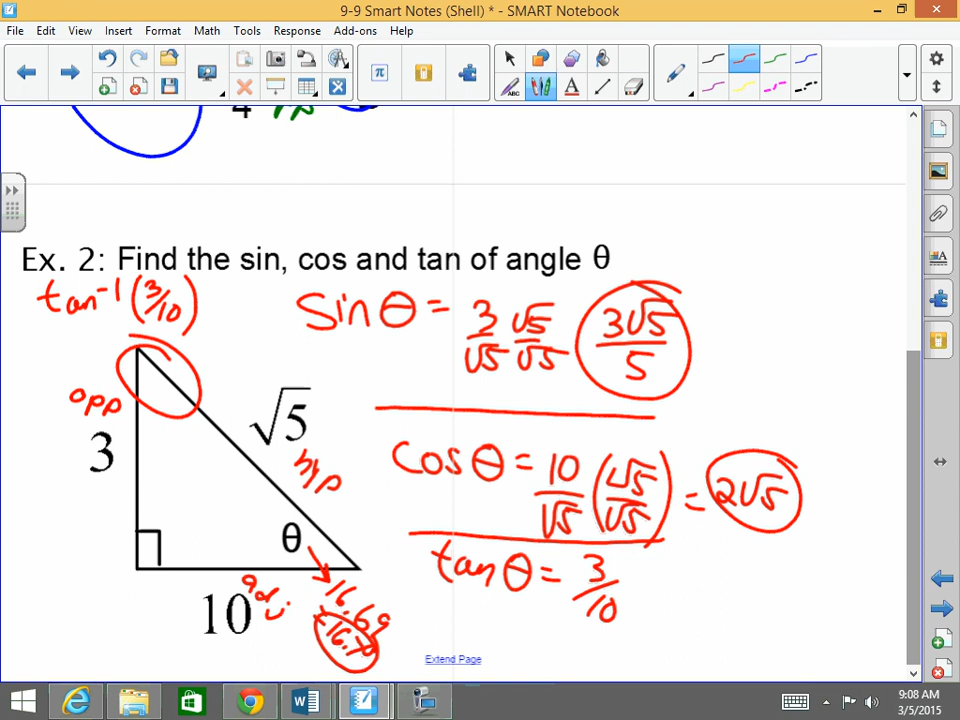 9-9 Smart Notes (Shell) * - SMART Notebook
File Edit View Insert Format Math Tools Response Add-ons Help
4
Ex. 2: Find the sin, cos and tan of angle θ
tan⁻¹ (3/10)
sin θ = 3/√5 √5/√5 3√5/5
opp
3
√5
hyp
cos θ = 10/√5 (√5/√5) = 2√5
θ
tan θ = 3/10
10
adj
16.69
16.7°
Extend Page
9:08 AM
3/5/2015